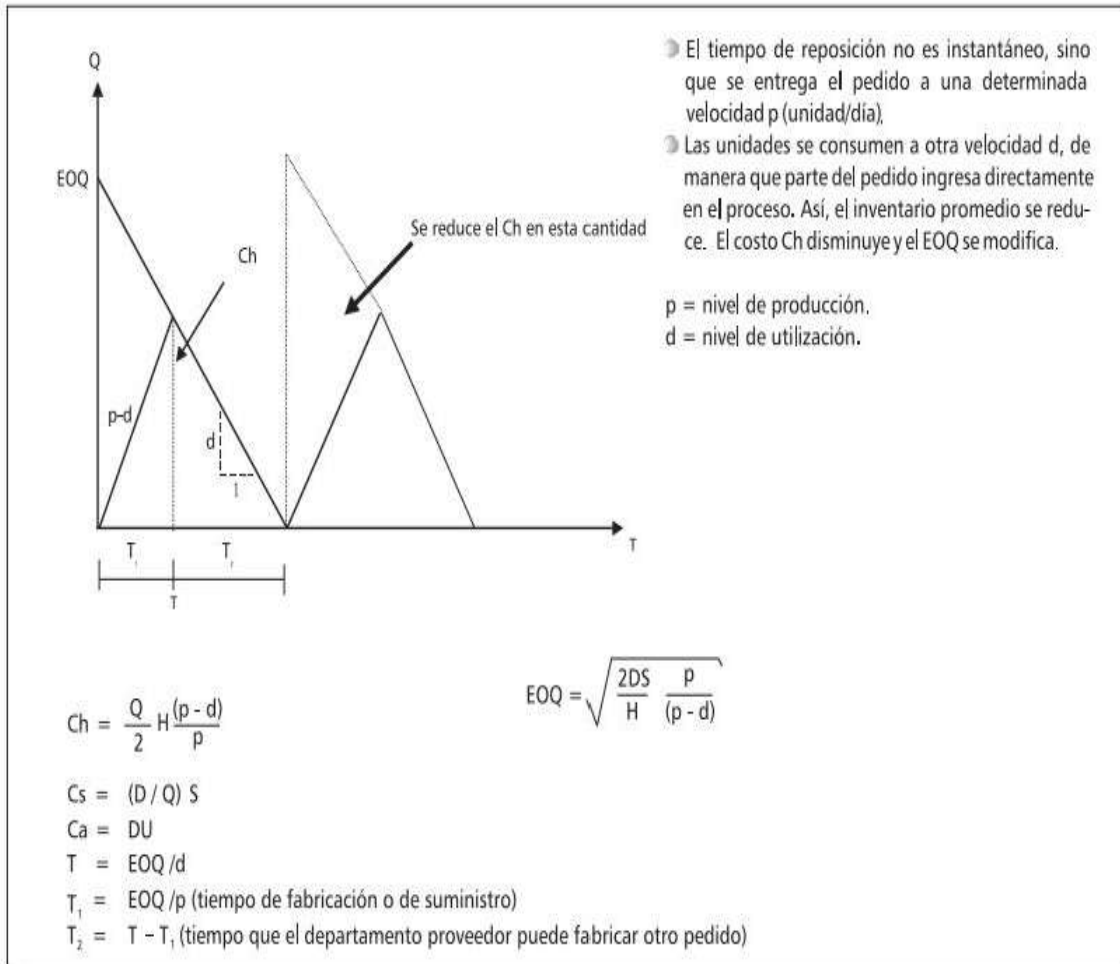 Q
EOQ
Ch
Se reduce el Ch en esta cantidad
p-d
d
1
T
T₁
T
El tiempo de reposición no es instantáneo, sino
que se entrega el pedido a una determinada
velocidad p (unidad/día).
Las unidades se consumen a otra velocidad d, de
manera que parte del pedido ingresa directamente
en el proceso. Así, el inventario promedio se redu-
ce. El costo Ch disminuye y el EOQ se modifica.
p = nivel de producción.
d = nivel de utilización.
Ch = Q/2 H (p - d)/p
EOQ = √(2DS/H p/(p - d))
Cs = (D / Q) S
Ca = DU
T = EOQ /d
T₁ = EOQ /p (tiempo de fabricación o de suministro)
T₂ = T – T₁ (tiempo que el departamento proveedor puede fabricar otro pedido)